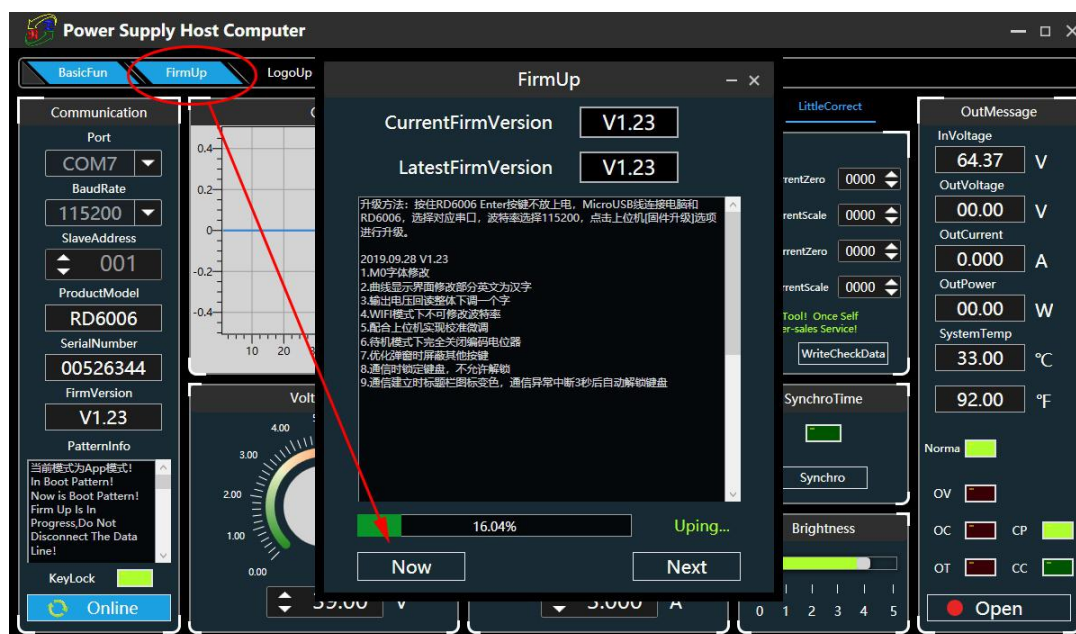 Power Supply Host Computer
BasicFun
FirmUp
LogoUp
Communication
Port
COM7
BaudRate
115200
SlaveAddress
001
ProductModel
RD6006
SerialNumber
00526344
FirmVersion
V1.23
PatternInfo
当前模式为App模式!
In Boot Pattern!
Now is Boot Pattern!
Firm Up Is In
Progress,Do Not
Disconnect The Data
Line!
KeyLock
Online
0.4
0.2
0
-0.2
-0.4
10 20
Volt
4.00
3.00
2.00
1.00
0.00
39.00 V
5.000 A
FirmUp
CurrentFirmVersion V1.23
LatestFirmVersion V1.23
升级方法：按住RD6006 Enter按键不放上电，MicroUSB线连接电脑和
RD6006，选择对应串口，波特率选择115200，点击上位机[固件升级]选项
进行升级。
2019.09.28 V1.23
1.M0字体修改
2.曲线显示界面修改部分英文为汉字
3.输出电压回读整体下调一个字
4.WIFI模式下不可修改波特率
5.配合上位机实现校准微调
6.待机模式下完全关闭编码电位器
7.优化弹窗时屏蔽其他按键
8.通信时锁定键盘，不允许解锁
9.通信建立时标题栏图标变色，通信异常中断3秒后自动解锁键盘
16.04%
Uping...
Now
Next
LittleCorrect
rrentZero 0000
rentScale 0000
rrentZero 0000
rrentScale 0000
Tool! Once Self
er-sales Service!
WriteCheckData
SynchroTime
Synchro
Brightness
0 1 2 3 4 5
OutMessage
InVoltage
64.37 V
OutVoltage
00.00 V
OutCurrent
0.000 A
OutPower
00.00 W
SystemTemp
33.00 ℃
92.00 ℉
Norma
OV
OC CP
OT CC
Open